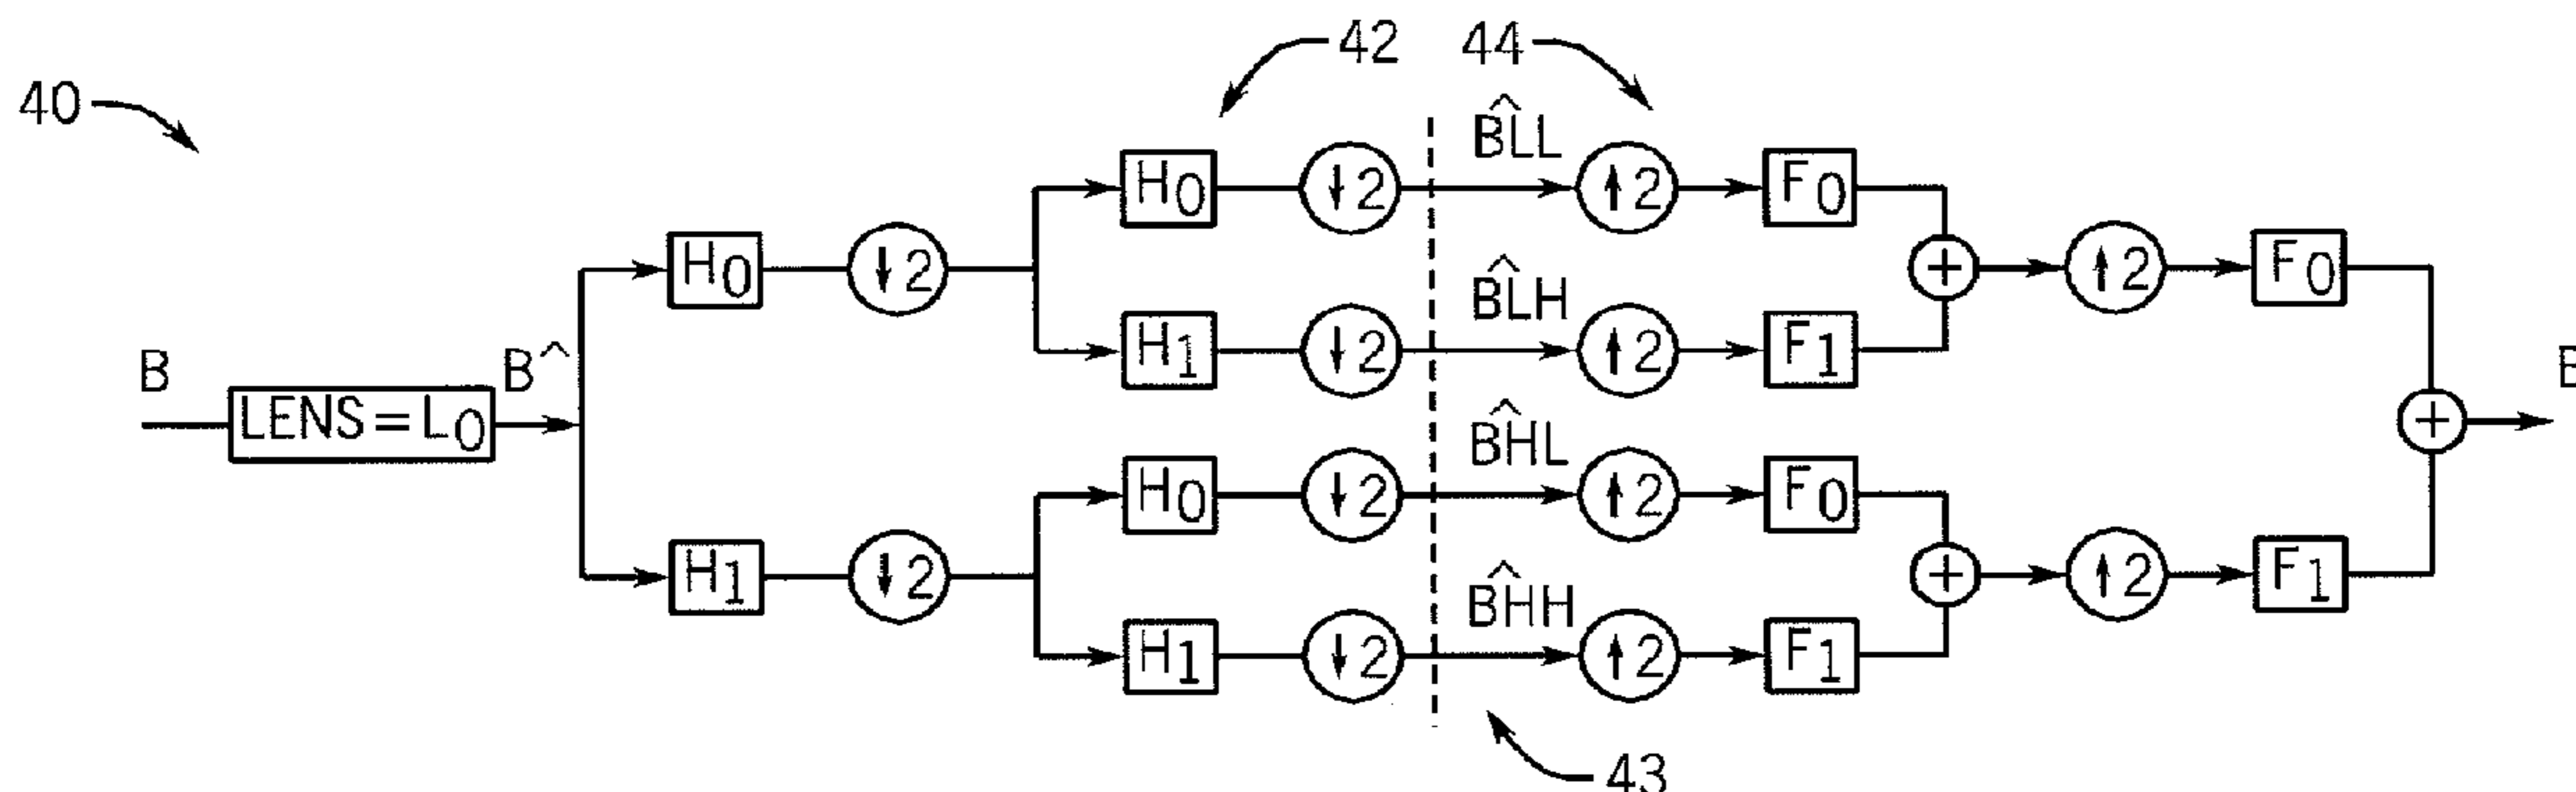 42 44
40
B^LL
H0 ↓2 ↑2 F0
H0 ↓2 + ↑2 F0
B^LH
H1 ↓2 ↑2 F1
B LENS=L0 B^ + B
B^HL
H0 ↓2 ↑2 F0
H1 ↓2 + ↑2 F1
B^HH
H1 ↓2 ↑2 F1
43